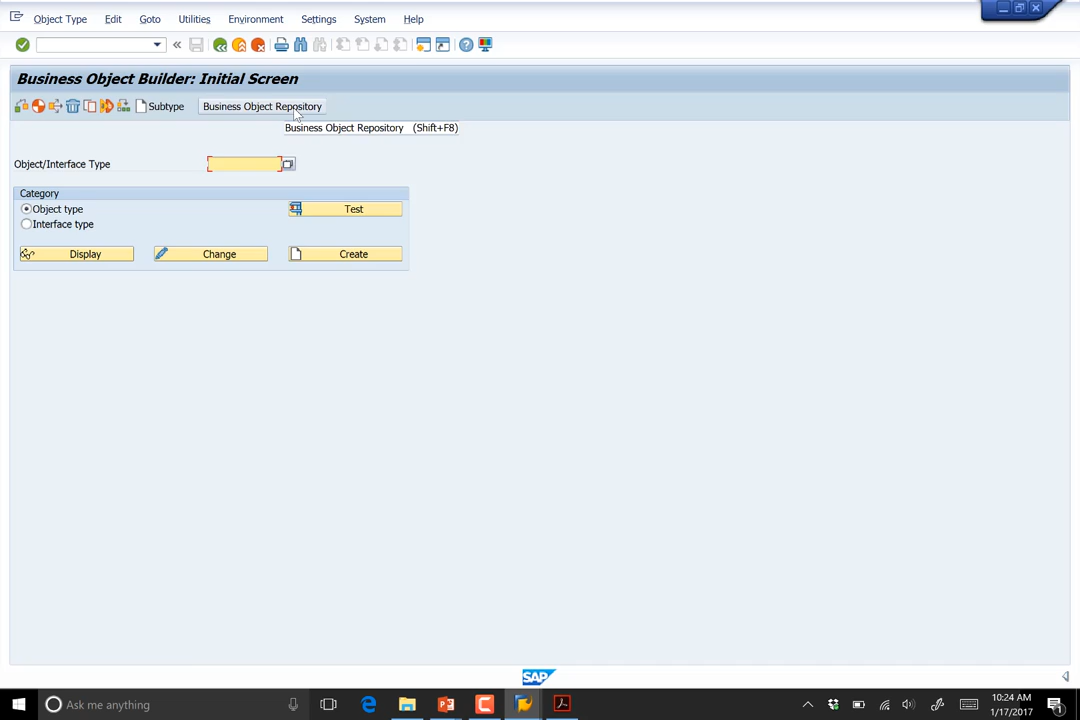 Object Type Edit Goto Utilities Environment Settings System Help
Business Object Builder: Initial Screen
Subtype Business Object Repository
Business Object Repository (Shift+F8)
Object/Interface Type
Category
Object type Test
Interface type
Display Change Create
SAP
Ask me anything
10:24 AM
1/17/2017